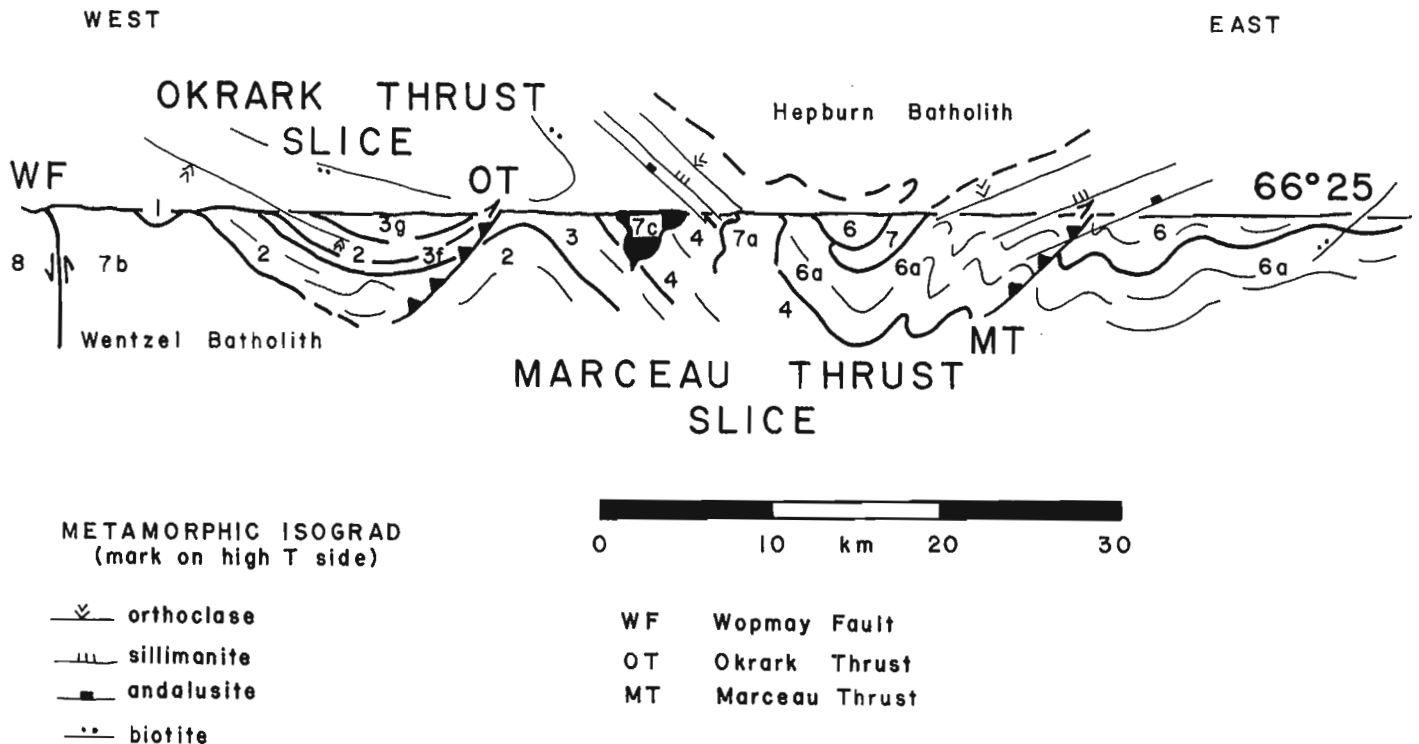 WEST
EAST
OKRARK THRUST
SLICE
Hepburn Batholith
WF
OT
66°25
1
3g
7c
4
7a
6
7
6
8
7b
2
2
3f
2
3
4
6a
6a
6a
4
Wentzel Batholith
MT
MARCEAU THRUST
SLICE
METAMORPHIC ISOGRAD
(mark on high T side)
orthoclase
sillimanite
andalusite
biotite
0 10 km 20 30
WF Wopmay Fault
OT Okrark Thrust
MT Marceau Thrust